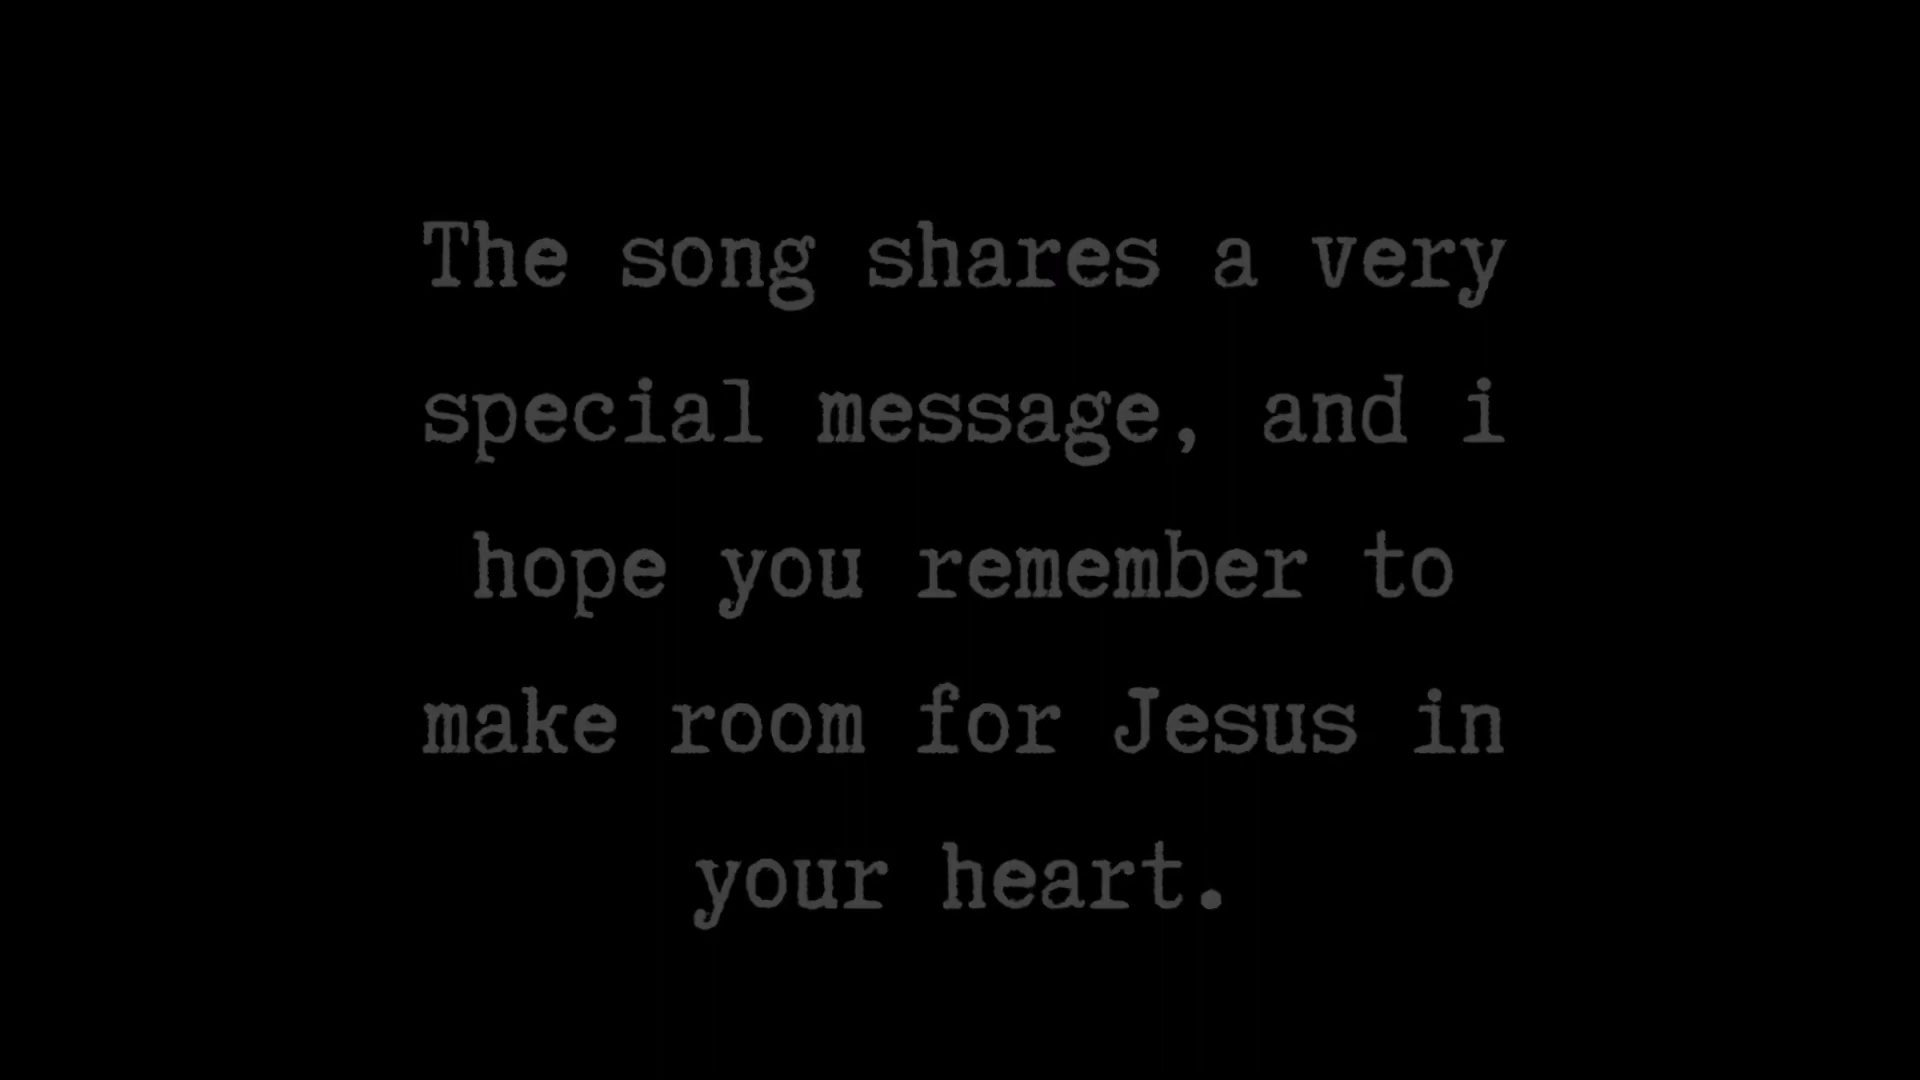 The song shares a very
special message, and i
hope you remember to
make room for Jesus in
your heart.